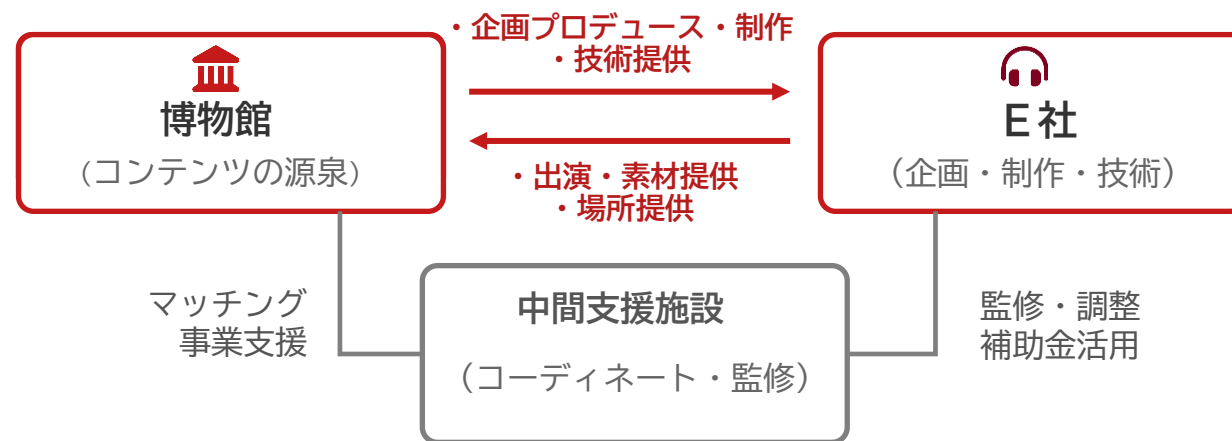 ・企画プロデュース・制作
・技術提供
博物館
(コンテンツの源泉)
E社
(企画・制作・技術)
・出演・素材提供
・場所提供
マッチング
事業支援
中間支援施設
(コーディネート・監修)
監修・調整
補助金活用